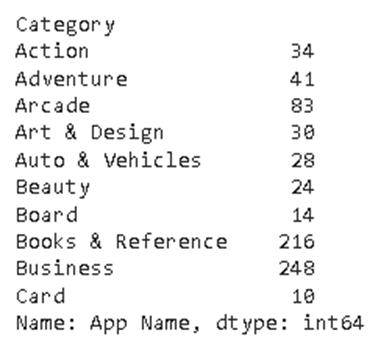 Category
Action 34
Adventure 41
Arcade 83
Art & Design 30
Auto & Vehicles 28
Beauty 24
Board 14
Books & Reference 216
Business 248
Card 10
Name: App Name, dtype: int64